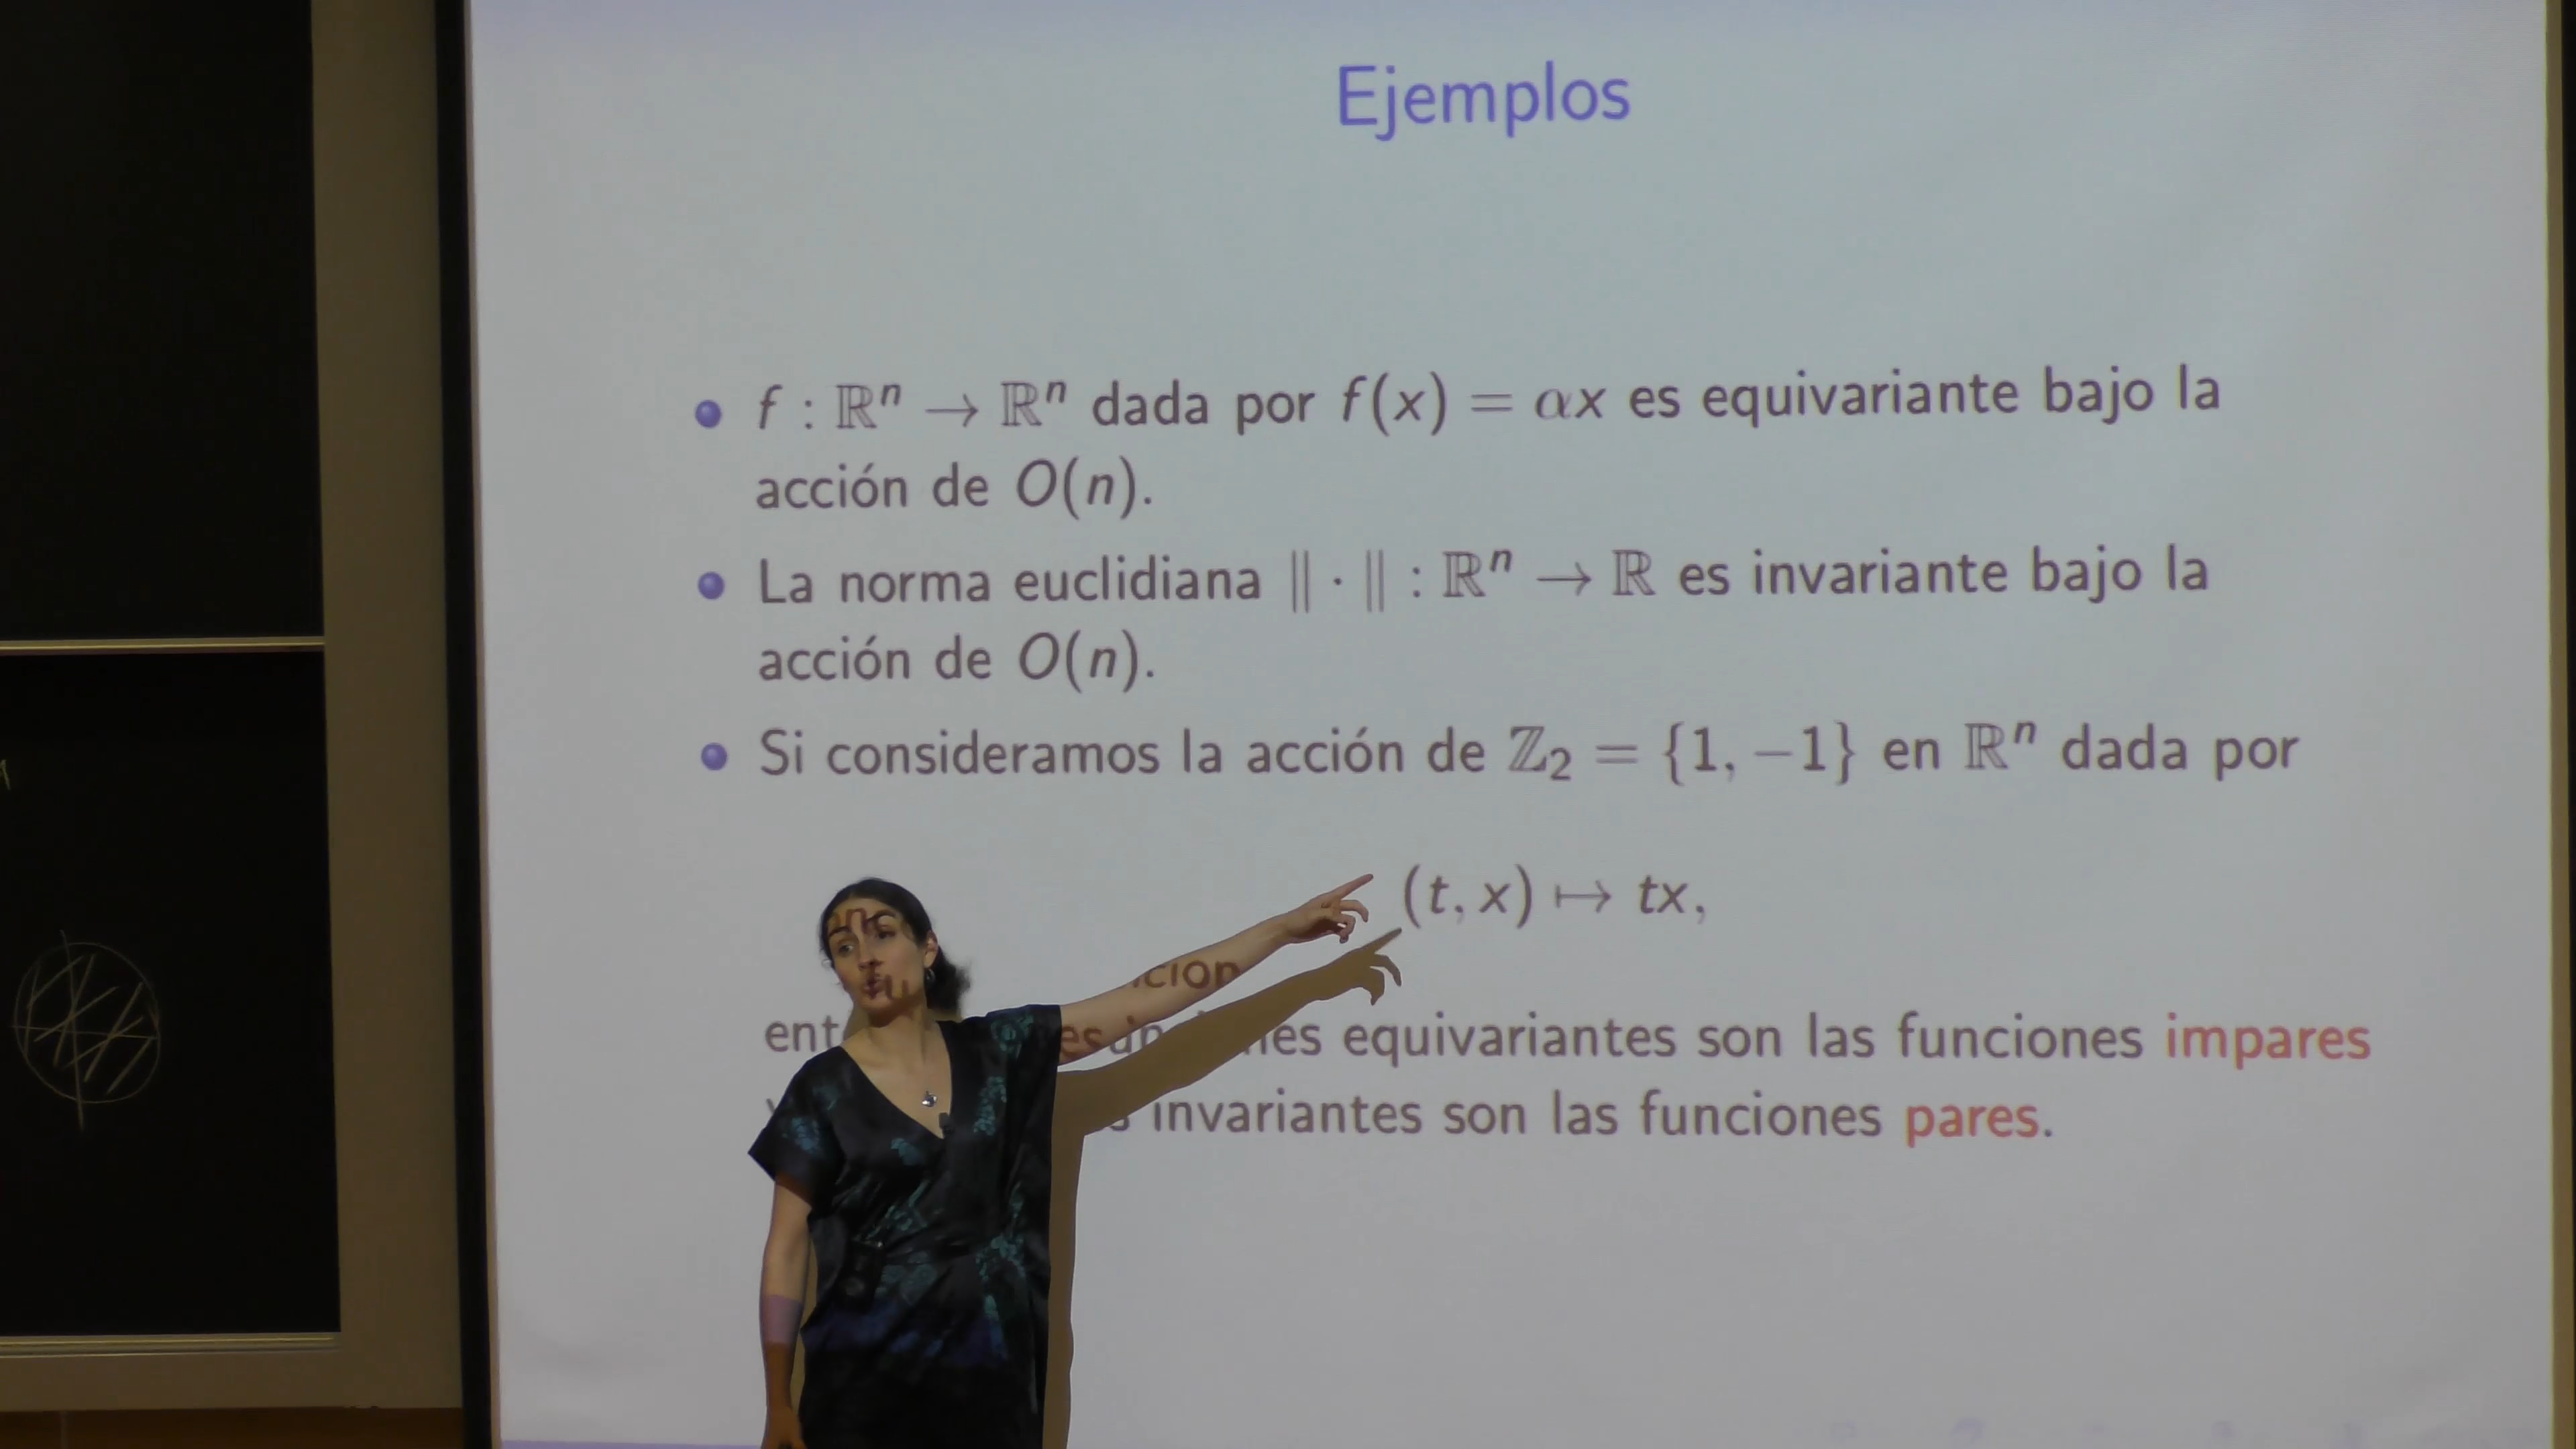 Ejemplos
f : ℝⁿ → ℝⁿ dada por f(x) = αx es equivariante bajo la
acción de O(n).
La norma euclidiana ‖ · ‖ : ℝⁿ → ℝ es invariante bajo la
acción de O(n).
Si consideramos la acción de ℤ₂ = {1, −1} en ℝⁿ dada por
(t, x) ↦ tx,
equivariantes son las funciones impares
invariantes son las funciones pares.